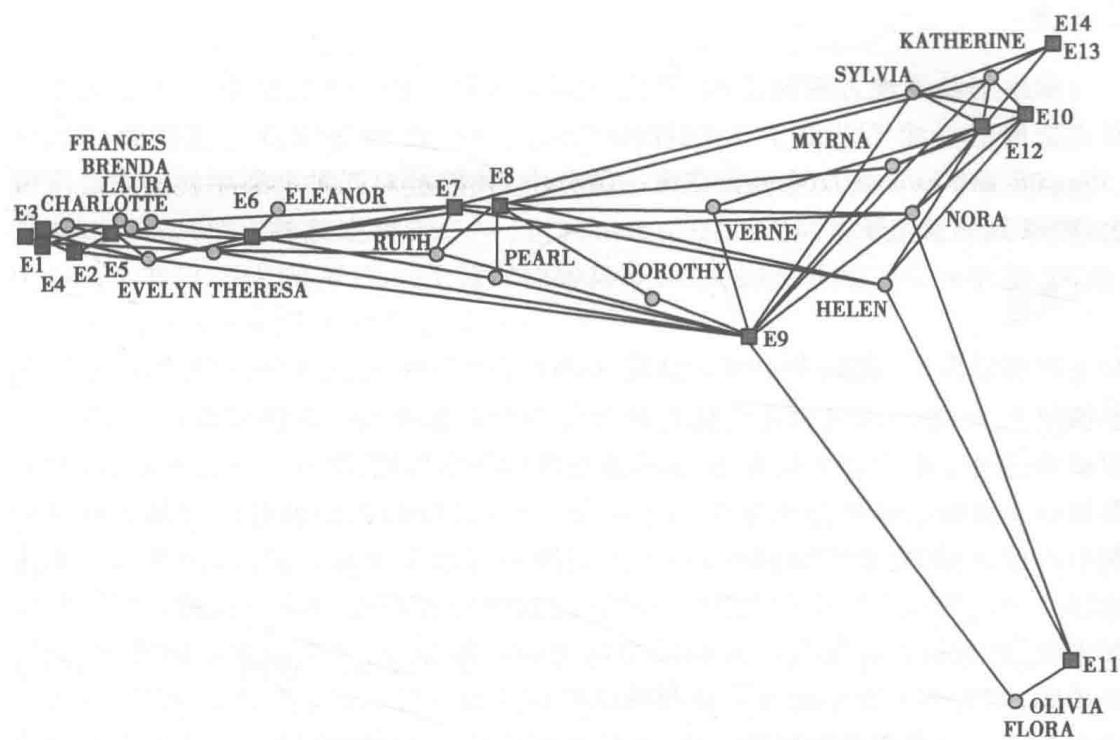 E14
KATHERINE E13
SYLVIA
E10
MYRNA E12
FRANCES
BRENDA
LAURA E6 E7 E8
CHARLOTTE ELEANOR
E3
NORA
RUTH VERNE
E1 E2 E5 PEARL
E4 EVELYN THERESA DOROTHY
HELEN
E9
E11
OLIVIA
FLORA